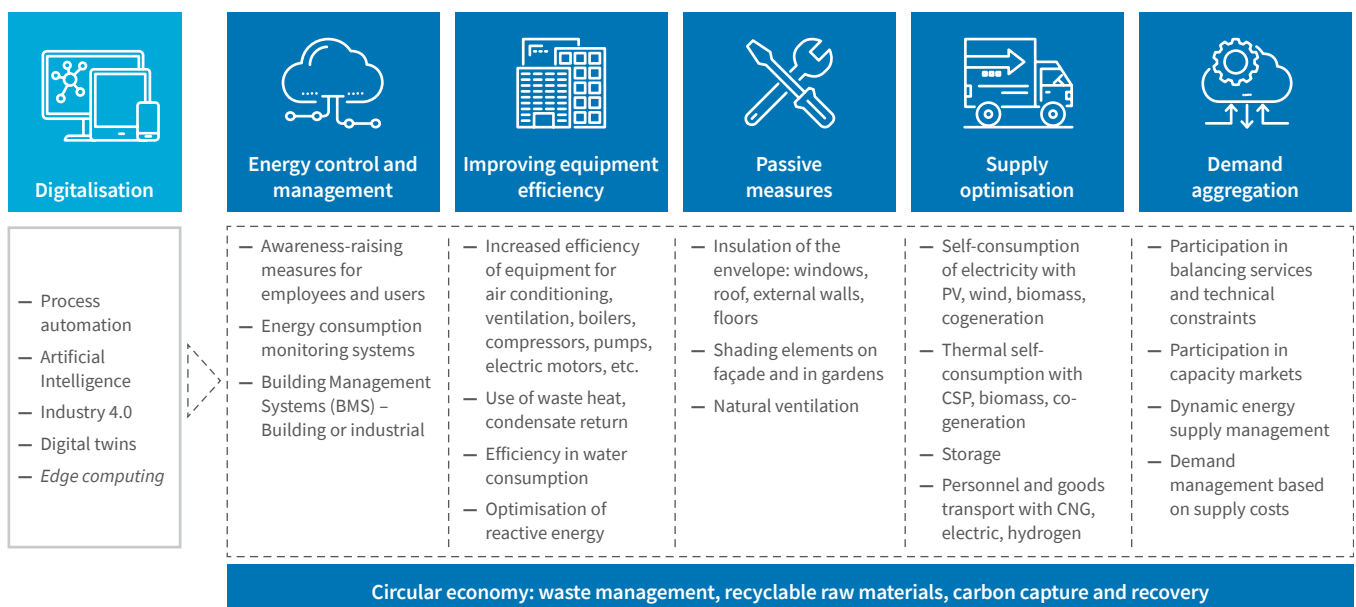 Digitalisation
— Process
automation
— Artificial
Intelligence
— Industry 4.0
— Digital twins
— Edge computing
Energy control and
management
— Awareness-raising
measures for
employees and users
— Energy consumption
monitoring systems
— Building Management
Systems (BMS) –
Building or industrial
Improving equipment
efficiency
— Increased efficiency
of equipment for
air conditioning,
ventilation, boilers,
compressors, pumps,
electric motors, etc.
— Use of waste heat,
condensate return
— Efficiency in water
consumption
— Optimisation of
reactive energy
Passive
measures
— Insulation of the
envelope: windows,
roof, external walls,
floors
— Shading elements on
façade and in gardens
— Natural ventilation
Supply
optimisation
— Self-consumption
of electricity with
PV, wind, biomass,
cogeneration
— Thermal self-
consumption with
CSP, biomass, co-
generation
— Storage
— Personnel and goods
transport with CNG,
electric, hydrogen
Demand
aggregation
— Participation in
balancing services
and technical
constraints
— Participation in
capacity markets
— Dynamic energy
supply management
— Demand
management based
on supply costs
Circular economy: waste management, recyclable raw materials, carbon capture and recovery